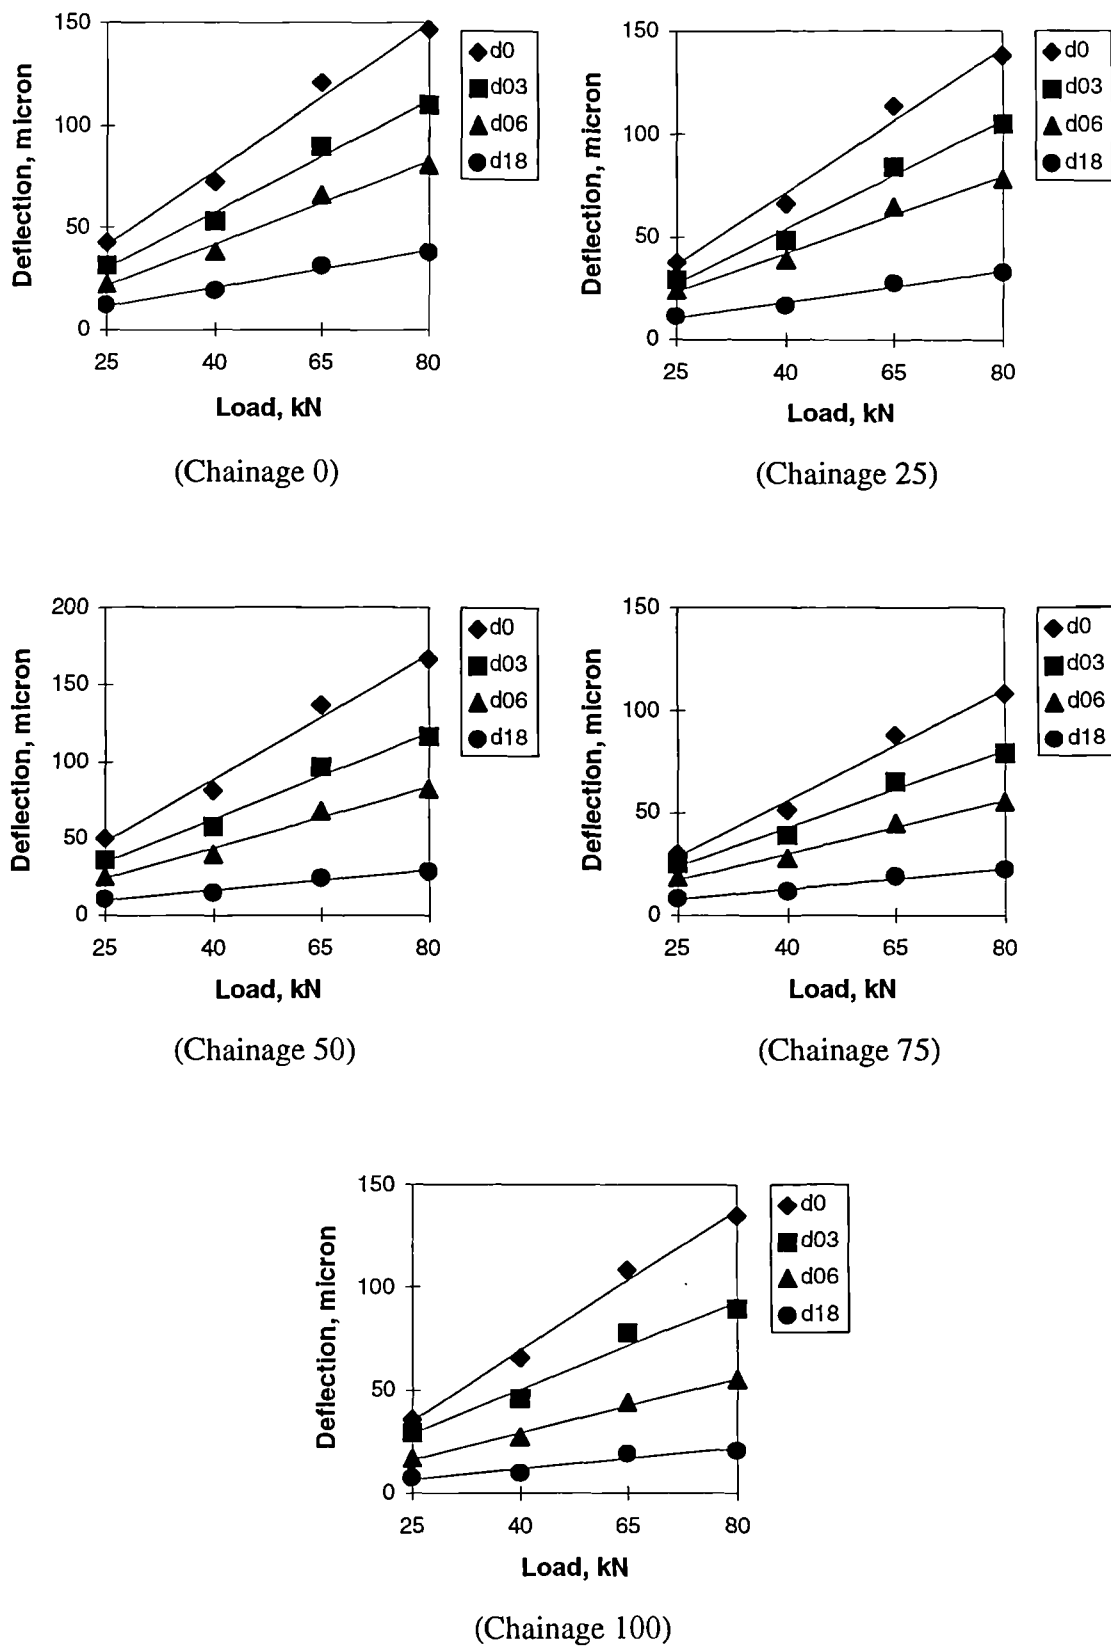 150
100
50
0
Deflection, micron
25 40 65 80
Load, kN
d0
d03
d06
d18
(Chainage 0)
150
100
50
0
Deflection, micron
25 40 65 80
Load, kN
d0
d03
d06
d18
(Chainage 25)
200
150
100
50
0
Deflection, micron
25 40 65 80
Load, kN
d0
d03
d06
d18
(Chainage 50)
150
100
50
0
Deflection, micron
25 40 65 80
Load, kN
d0
d03
d06
d18
(Chainage 75)
150
100
50
0
Deflection, micron
25 40 65 80
Load, kN
d0
d03
d06
d18
(Chainage 100)